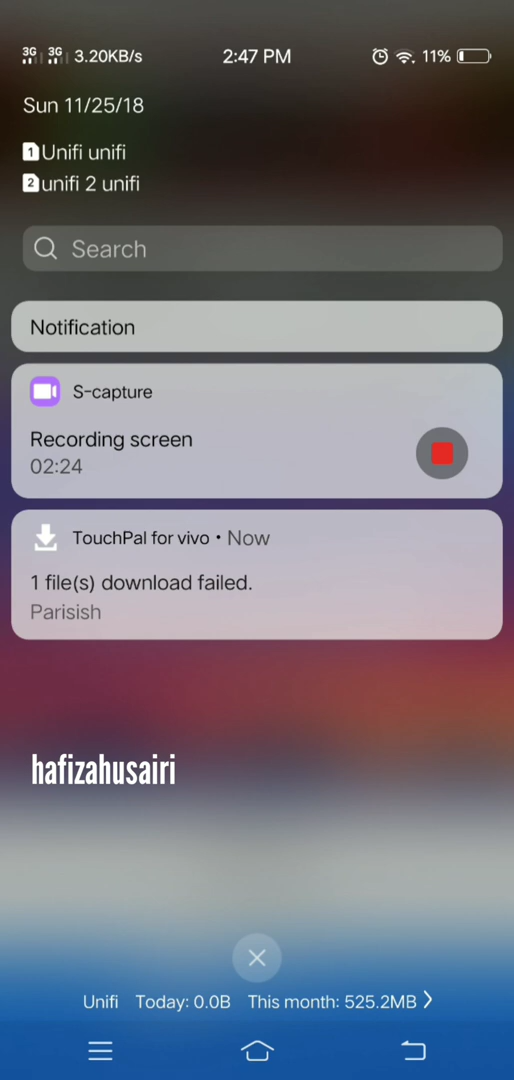 3G 3G 3.20KB/s 2:47 PM 11%
Sun 11/25/18
1 Unifi unifi
2 unifi 2 unifi
Search
Notification
S-capture
Recording screen
02:24
TouchPal for vivo • Now
1 file(s) download failed.
Parisish
hafizahusairi
Unifi Today: 0.0B This month: 525.2MB